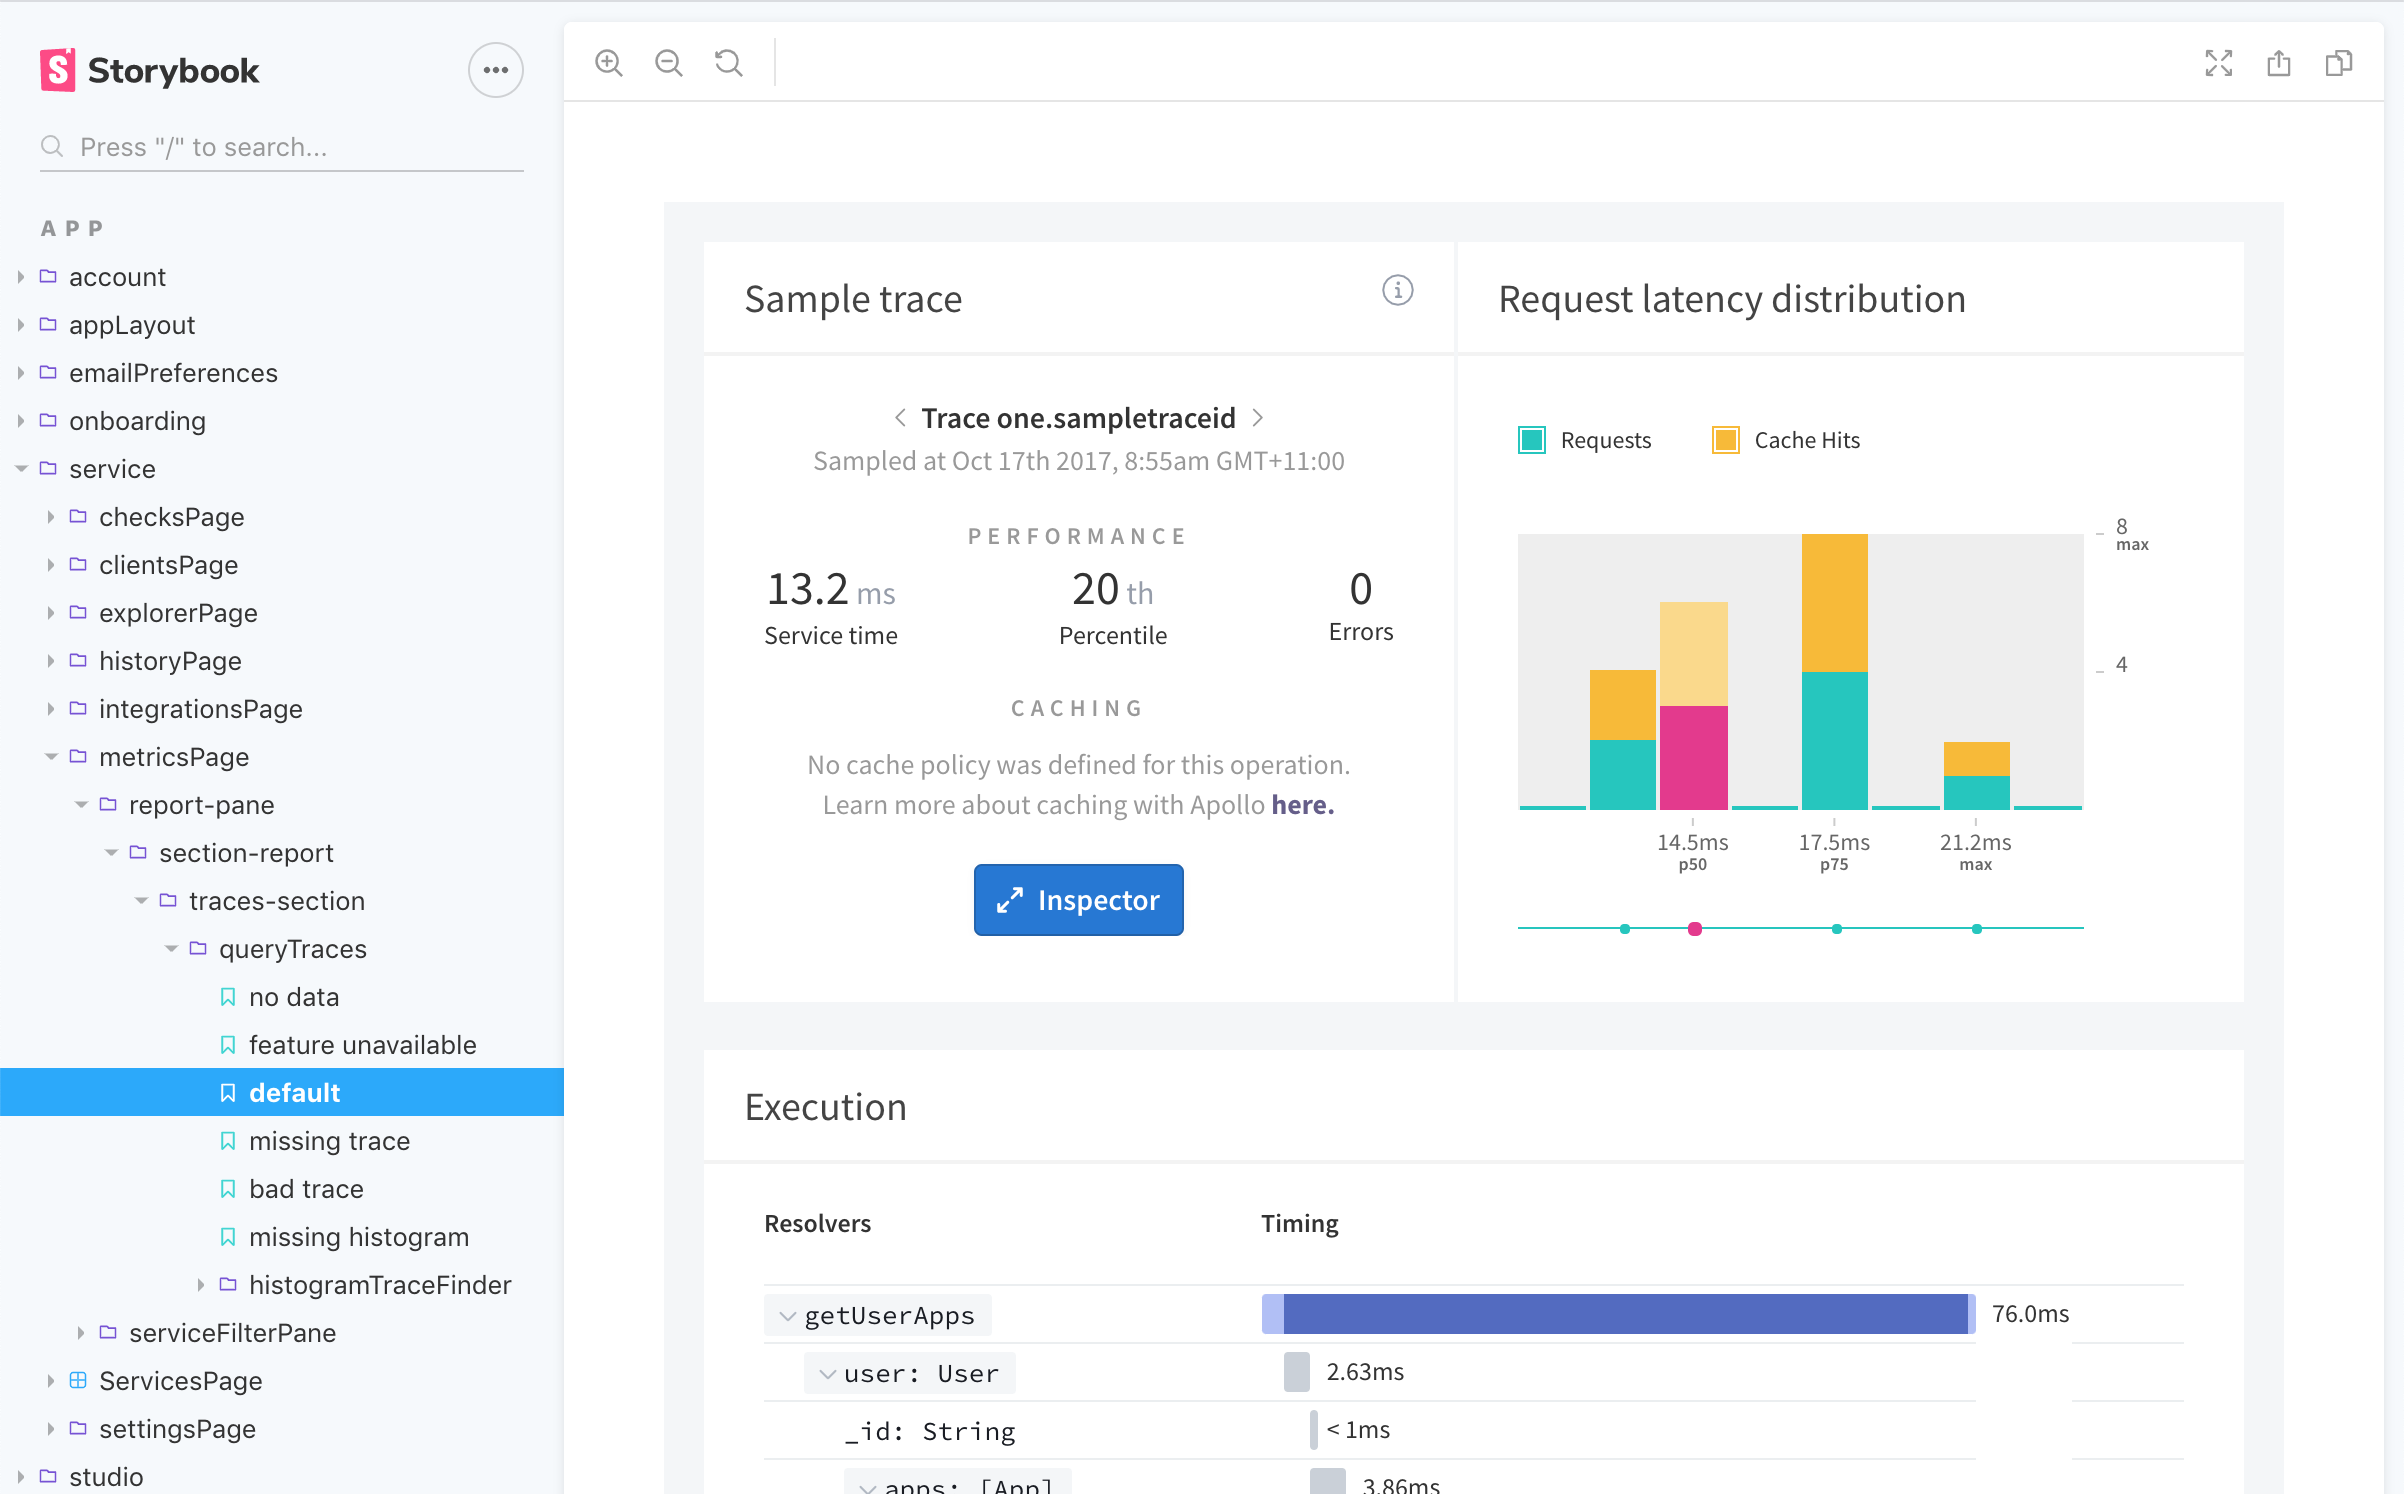 Storybook
Press "/" to search...
APP
account
appLayout
emailPreferences
onboarding
service
checksPage
clientsPage
explorerPage
historyPage
integrationsPage
metricsPage
report-pane
section-report
traces-section
queryTraces
no data
feature unavailable
default
missing trace
bad trace
missing histogram
histogramTraceFinder
serviceFilterPane
ServicesPage
settingsPage
studio
Sample trace
Trace one.sampletraceid
Sampled at Oct 17th 2017, 8:55am GMT+11:00
PERFORMANCE
13.2 ms
Service time
20 th
Percentile
0
Errors
CACHING
No cache policy was defined for this operation.
Learn more about caching with Apollo here.
Inspector
Request latency distribution
Requests
Cache Hits
8
max
4
14.5ms
p50
17.5ms
p75
21.2ms
max
Execution
Resolvers
Timing
getUserApps
76.0ms
user: User
2.63ms
_id: String
< 1ms
apps: [App]
3.86ms